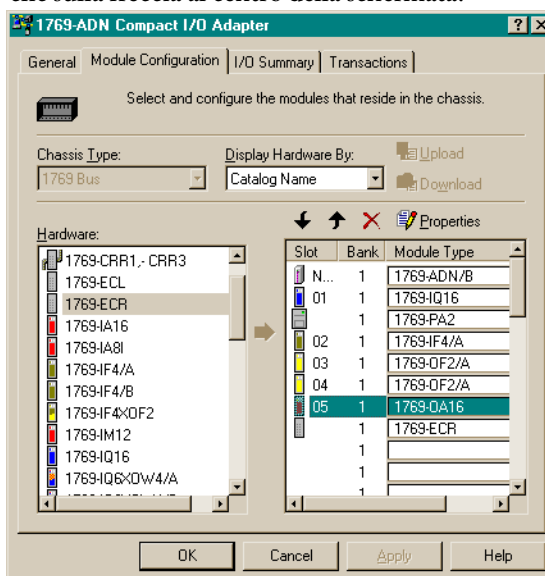 1769-ADN Compact I/O Adapter
General Module Configuration I/O Summary Transactions
Select and configure the modules that reside in the chassis.
Chassis Type:
1769 Bus
Display Hardware By:
Catalog Name
Upload
Download
Properties
Hardware:
1769-CRR1,- CRR3
1769-ECL
1769-ECR
1769-IA16
1769-IA8I
1769-IF4/A
1769-IF4/B
1769-IF4XOF2
1769-IM12
1769-IQ16
1769-IQ6XOW4/A
Slot Bank Module Type
N... 1 1769-ADN/B
01 1 1769-IQ16
1 1769-PA2
02 1 1769-IF4/A
03 1 1769-OF2/A
04 1 1769-OF2/A
05 1 1769-OA16
1 1769-ECR
1
1
1
OK Cancel Apply Help